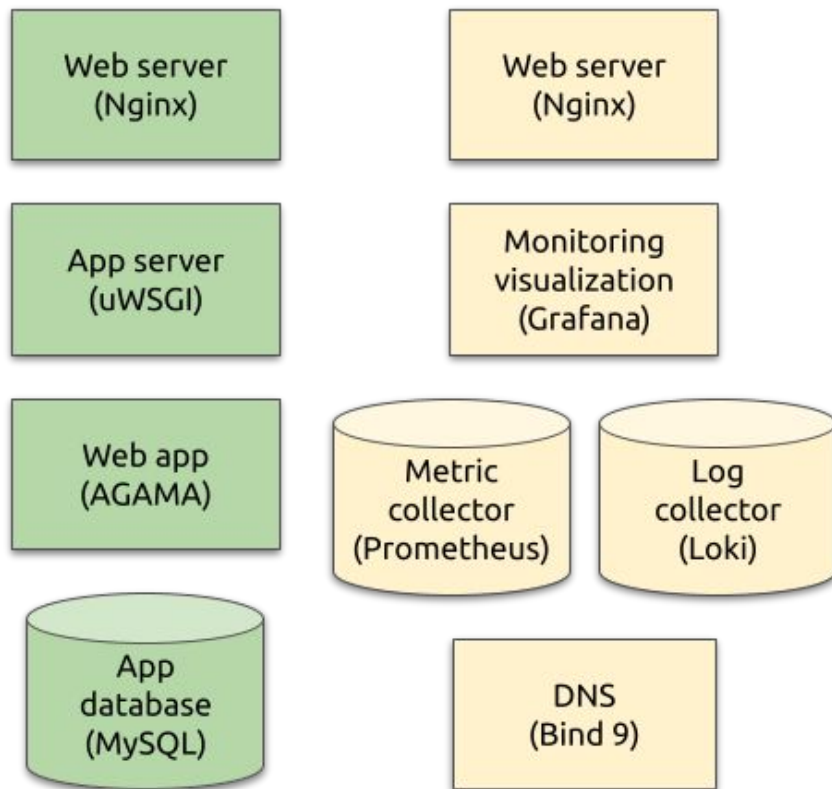 Web server
(Nginx)
App server
(uWSGI)
Web app
(AGAMA)
App
database
(MySQL)
Web server
(Nginx)
Monitoring
visualization
(Grafana)
Metric
collector
(Prometheus)
Log
collector
(Loki)
DNS
(Bind 9)